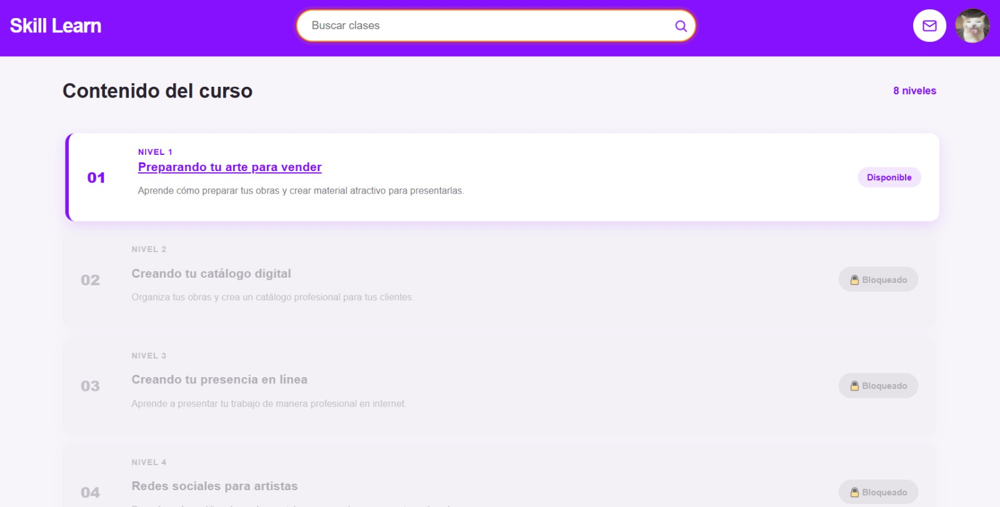 Skill Learn
Buscar clases
Contenido del curso
8 niveles
NIVEL 1
01
Preparando tu arte para vender
Aprende cómo preparar tus obras y crear material atractivo para presentarlas.
Disponible
NIVEL 2
02
Creando tu catálogo digital
Organiza tus obras y crea un catálogo profesional para tus clientes.
Bloqueado
NIVEL 3
03
Creando tu presencia en línea
Aprende a presentar tu trabajo de manera profesional en internet.
Bloqueado
NIVEL 4
04
Redes sociales para artistas
Bloqueado